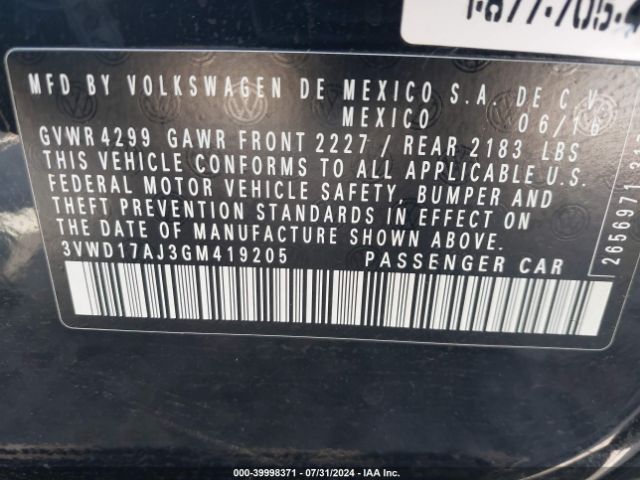 MFD BY VOLKSWAGEN DE MEXICO S.A. DE C.V
MEXICO 06/16
GVWR 4299 GAWR FRONT 2227 / REAR 2183 LBS
THIS VEHICLE CONFORMS TO ALL APPLICABLE U.S.
FEDERAL MOTOR VEHICLE SAFETY, BUMPER AND
THEFT PREVENTION STANDARDS IN EFFECT ON
THE DATE OF MANUFACTURE SHOWN ABOVE.
3VWD17AJ3GM419205 PASSENGER CAR
2656971
000-39998371 - 07/31/2024 - IAA Inc.